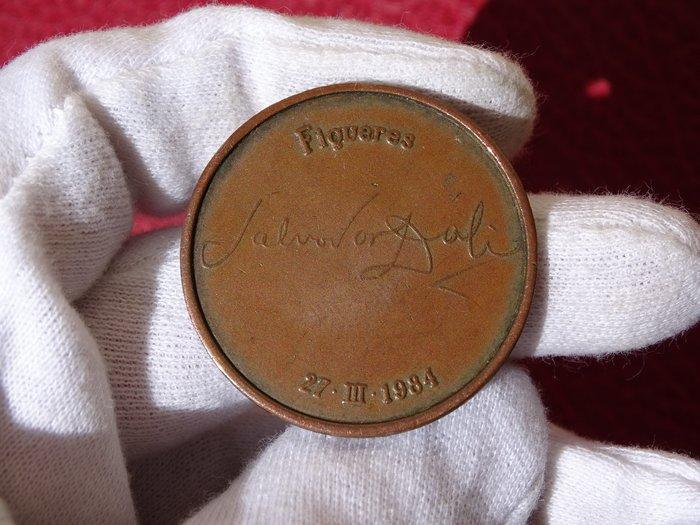 Figueres
Salvador Dalí
27·III·1984